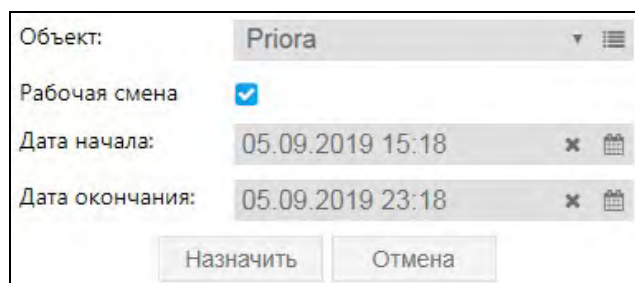 Объект: Priora
Рабочая смена
Дата начала: 05.09.2019 15:18
Дата окончания: 05.09.2019 23:18
Назначить Отмена